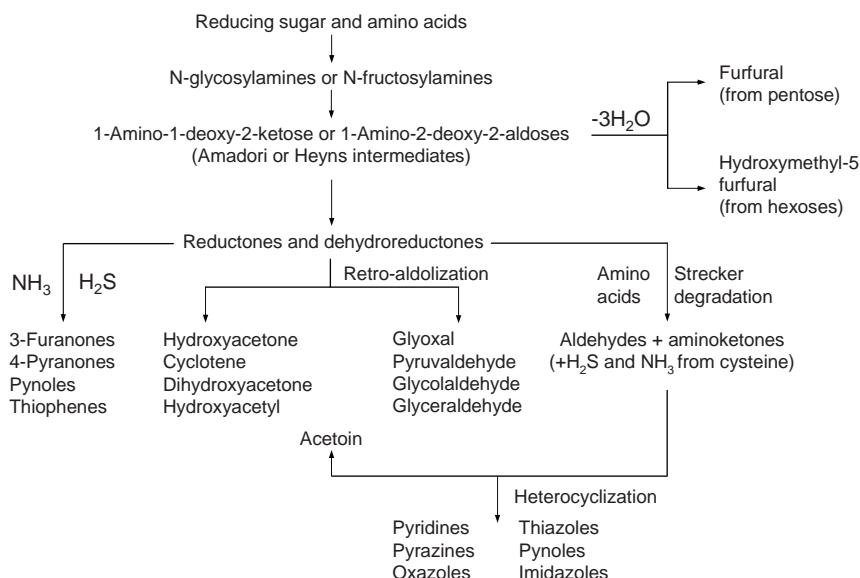 Reducing sugar and amino acids
N-glycosylamines or N-fructosylamines
1-Amino-1-deoxy-2-ketose or 1-Amino-2-deoxy-2-aldoses
(Amadori or Heyns intermediates)
-3H₂O
Furfural
(from pentose)
Hydroxymethyl-5
furfural
(from hexoses)
Reductones and dehydroreductones
NH₃ H₂S
Retro-aldolization
Amino
acids
Strecker
degradation
3-Furanones
4-Pyranones
Pynoles
Thiophenes
Hydroxyacetone
Cyclotene
Dihydroxyacetone
Hydroxyacetyl
Glyoxal
Pyruvaldehyde
Glycolaldehyde
Glyceraldehyde
Aldehydes + aminoketones
(+H₂S and NH₃ from cysteine)
Acetoin
Heterocyclization
Pyridines
Pyrazines
Oxazoles
Thiazoles
Pynoles
Imidazoles